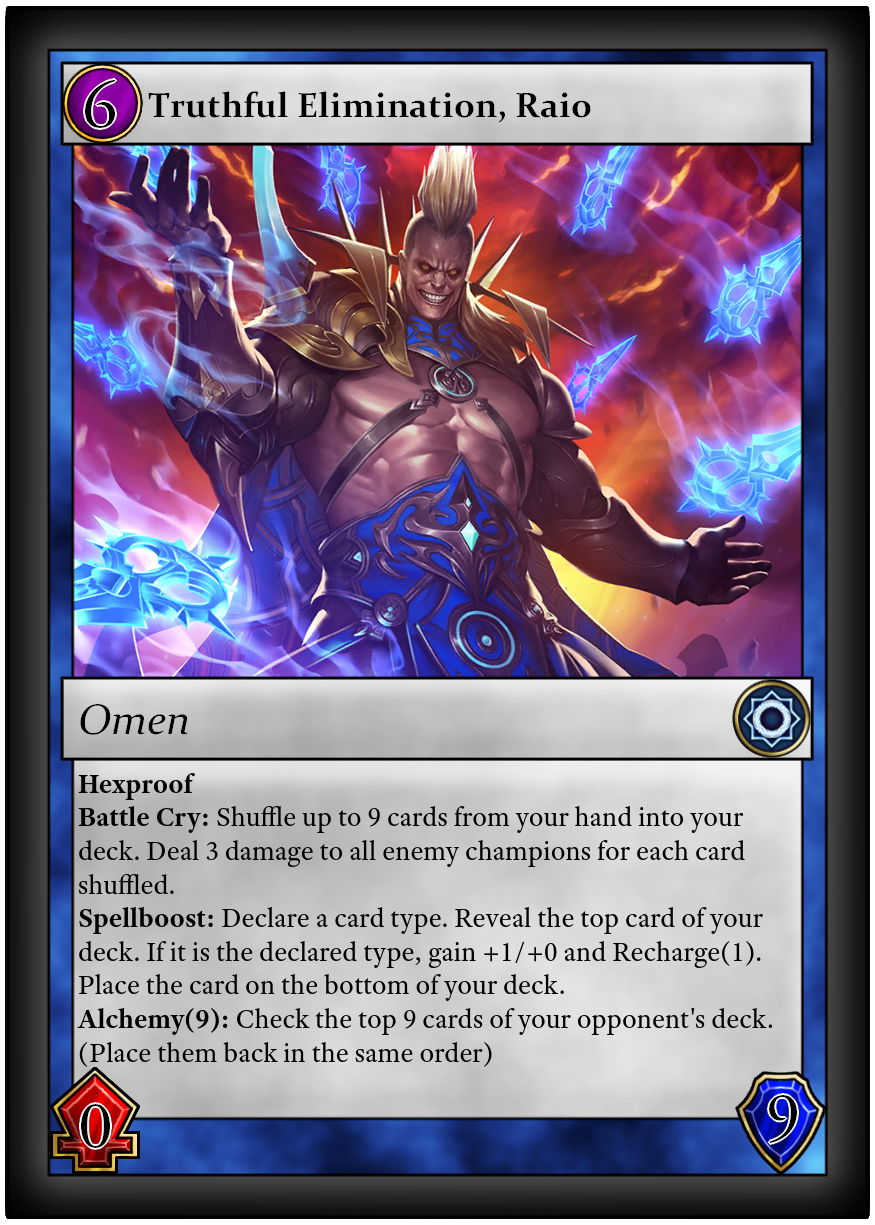 6 Truthful Elimination, Raio
Omen
Hexproof
Battle Cry: Shuffle up to 9 cards from your hand into your
deck. Deal 3 damage to all enemy champions for each card
shuffled.
Spellboost: Declare a card type. Reveal the top card of your
deck. If it is the declared type, gain +1/+0 and Recharge(1).
Place the card on the bottom of your deck.
Alchemy(9): Check the top 9 cards of your opponent's deck.
(Place them back in the same order)
0 9